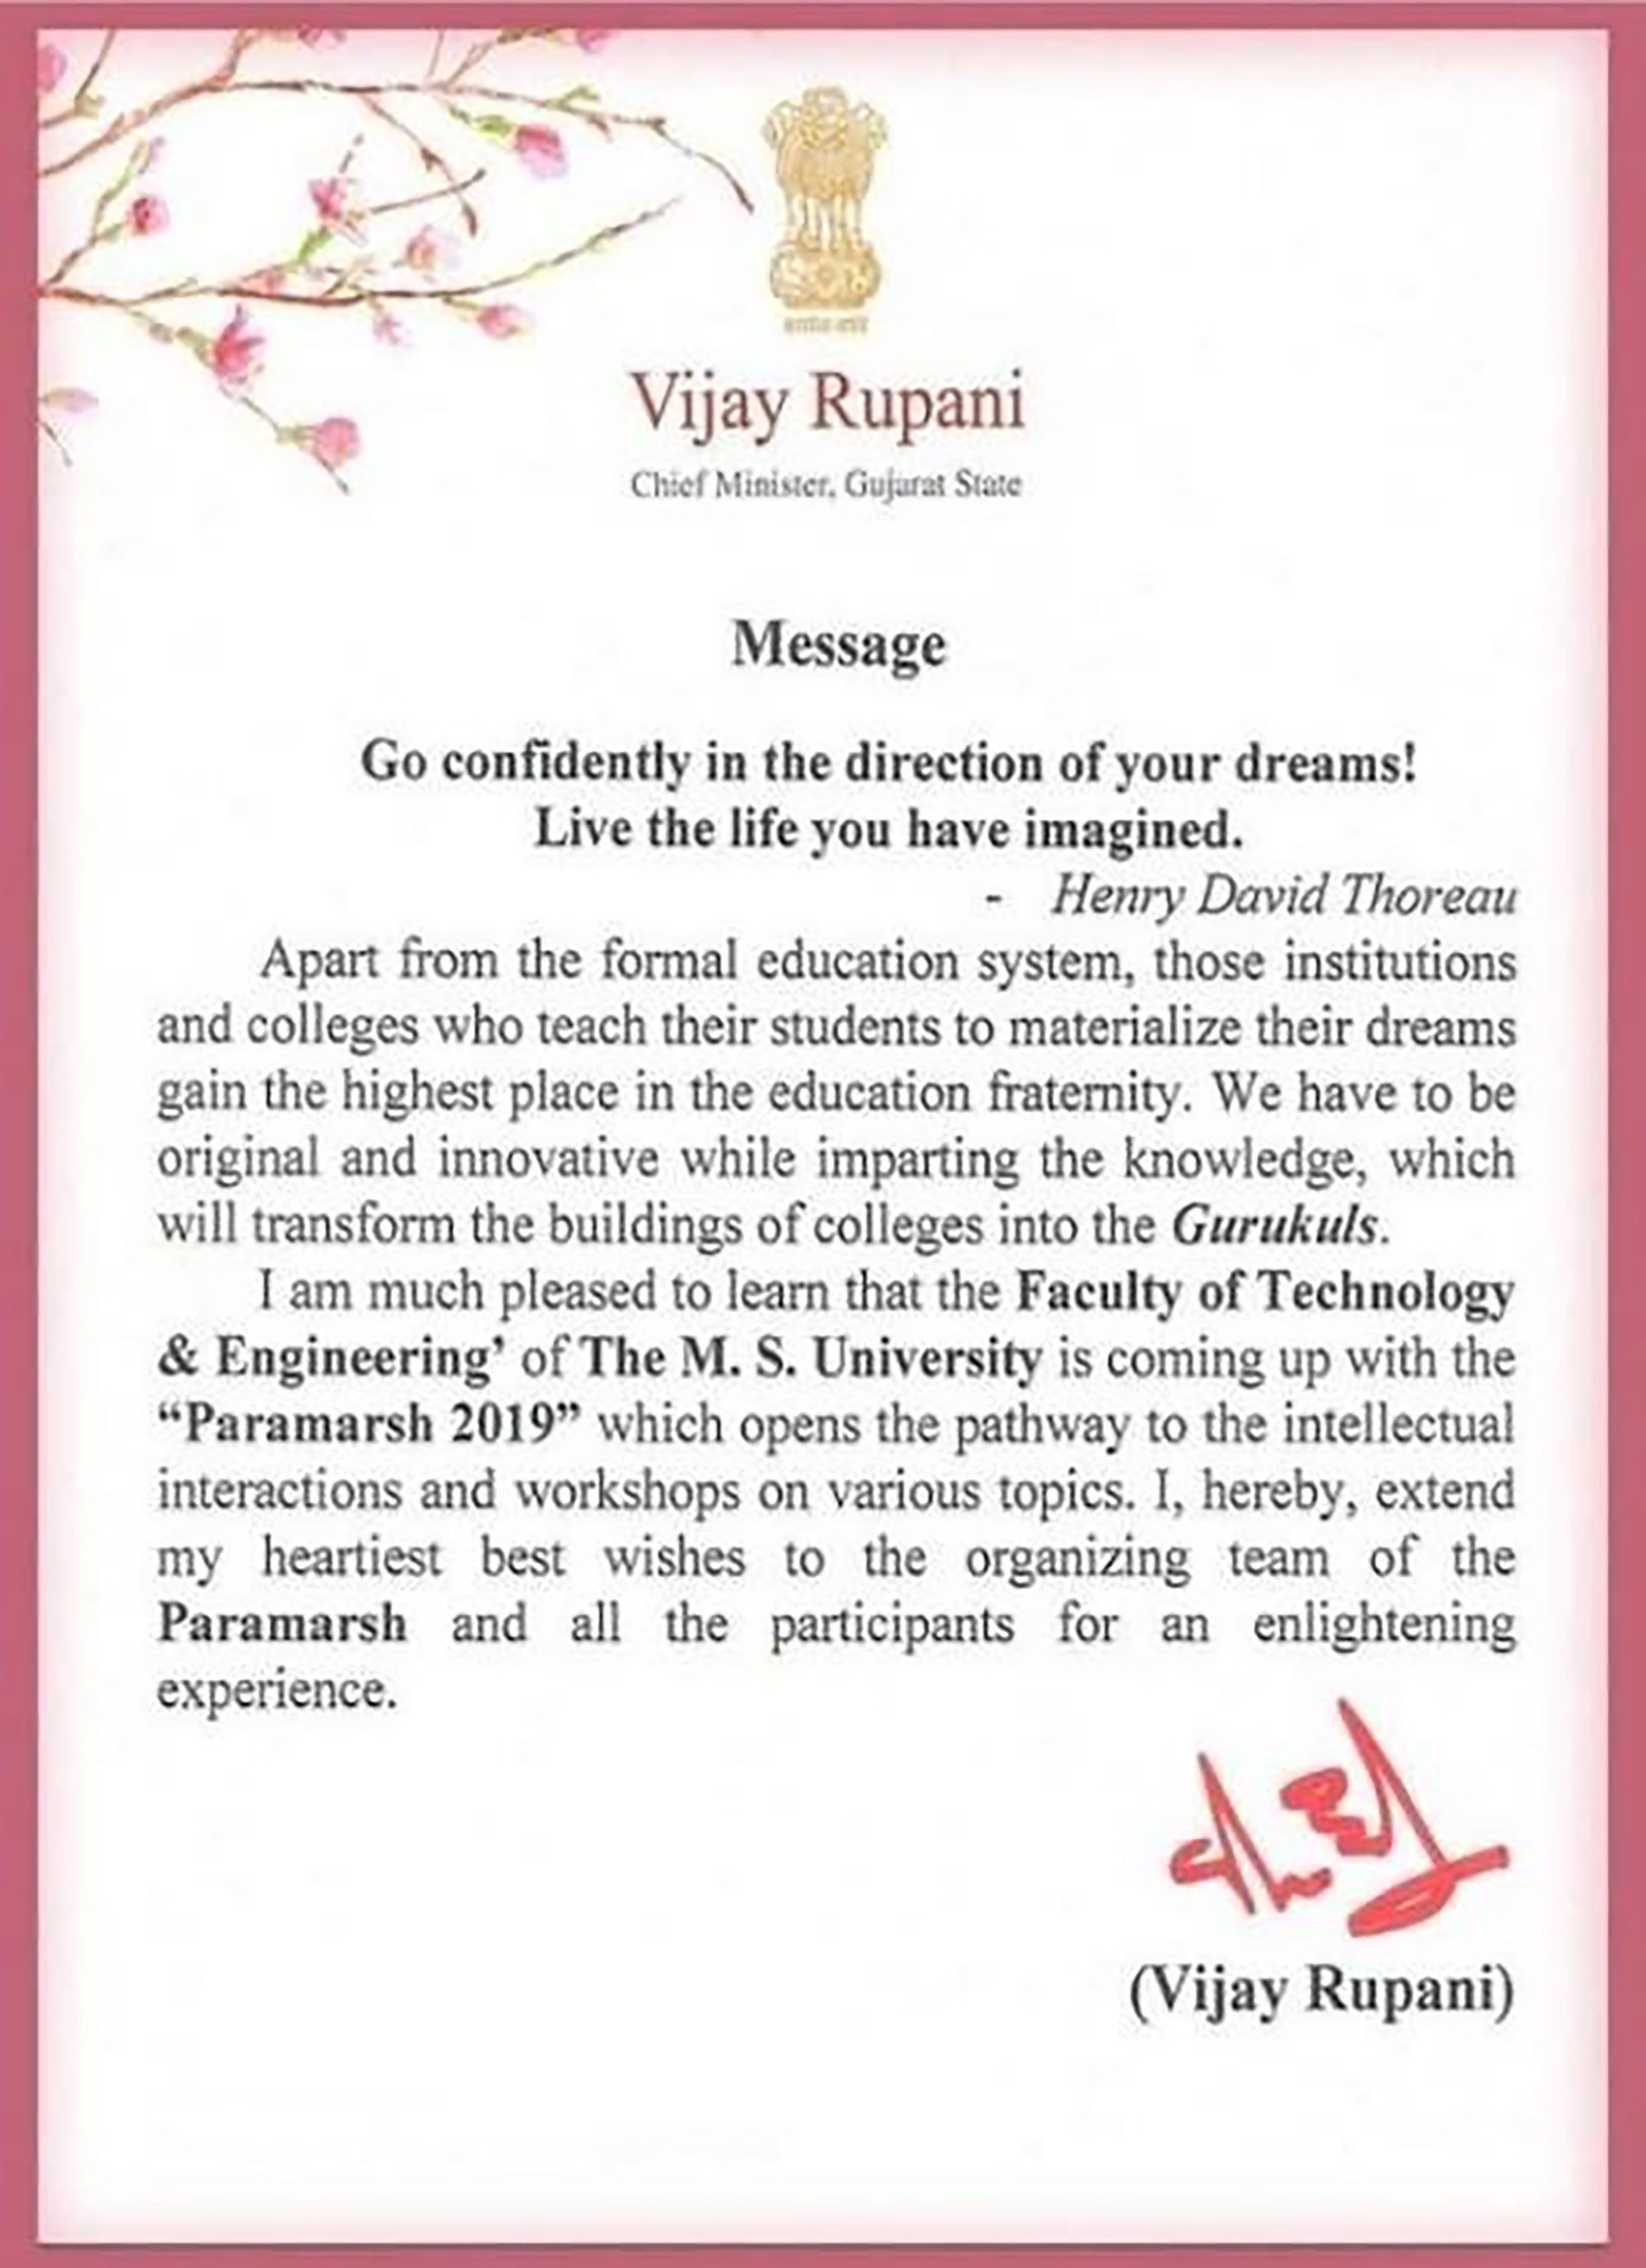 Vijay Rupani
Chief Minister, Gujarat State
Message
Go confidently in the direction of your dreams!
Live the life you have imagined.
- Henry David Thoreau
Apart from the formal education system, those institutions
and colleges who teach their students to materialize their dreams
gain the highest place in the education fraternity. We have to be
original and innovative while imparting the knowledge, which
will transform the buildings of colleges into the Gurukuls.
I am much pleased to learn that the Faculty of Technology
& Engineering’ of The M. S. University is coming up with the
“Paramarsh 2019” which opens the pathway to the intellectual
interactions and workshops on various topics. I, hereby, extend
my heartiest best wishes to the organizing team of the
Paramarsh and all the participants for an enlightening
experience.
(Vijay Rupani)